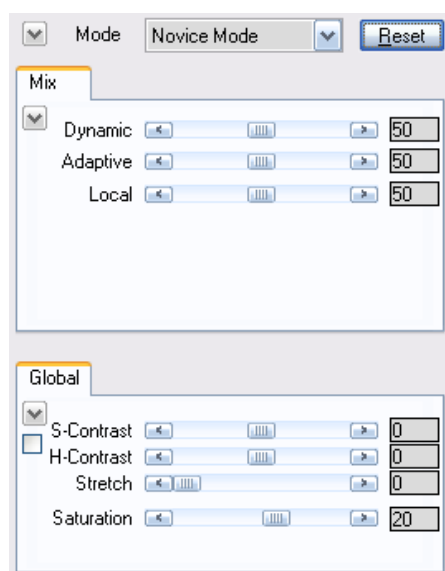 Mode Novice Mode Reset
Mix
Dynamic 50
Adaptive 50
Local 50
Global
S-Contrast 0
H-Contrast 0
Stretch 0
Saturation 20